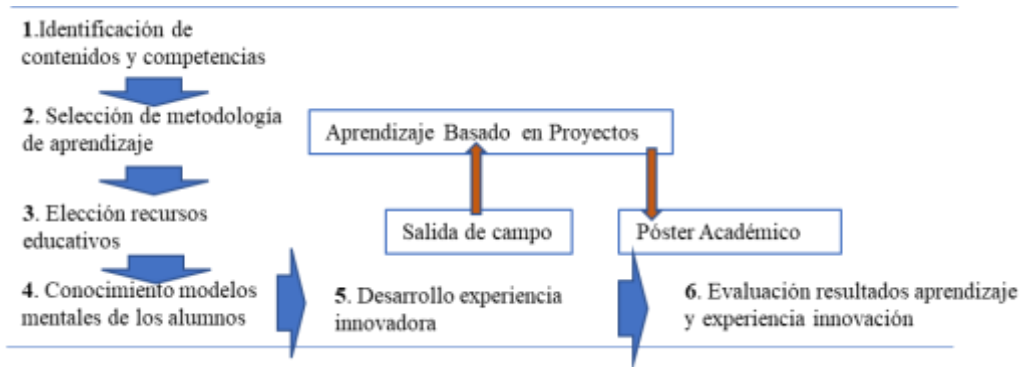 1.Identificación de
contenidos y competencias
2. Selección de metodología
de aprendizaje
Aprendizaje Basado en Proyectos
3. Elección recursos
educativos
Salida de campo
Póster Académico
4. Conocimiento modelos
mentales de los alumnos
5. Desarrollo experiencia
innovadora
6. Evaluación resultados aprendizaje
y experiencia innovación